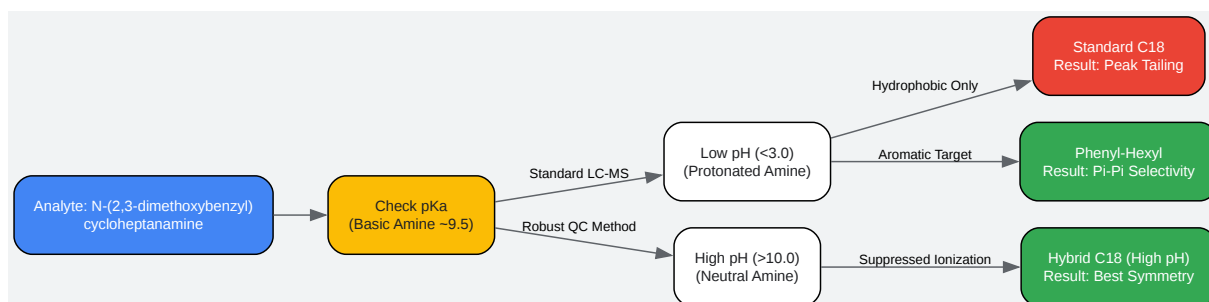 Analyte: N-(2,3-dimethoxybenzyl)
cycloheptanamine
Check pKa
(Basic Amine ~9.5)
Standard LC-MS
Robust QC Method
Low pH (<3.0)
(Protonated Amine)
High pH (>10.0)
(Neutral Amine)
Hydrophobic Only
Aromatic Target
Suppressed Ionization
Standard C18
Result: Peak Tailing
Phenyl-Hexyl
Result: Pi-Pi Selectivity
Hybrid C18 (High pH)
Result: Best Symmetry